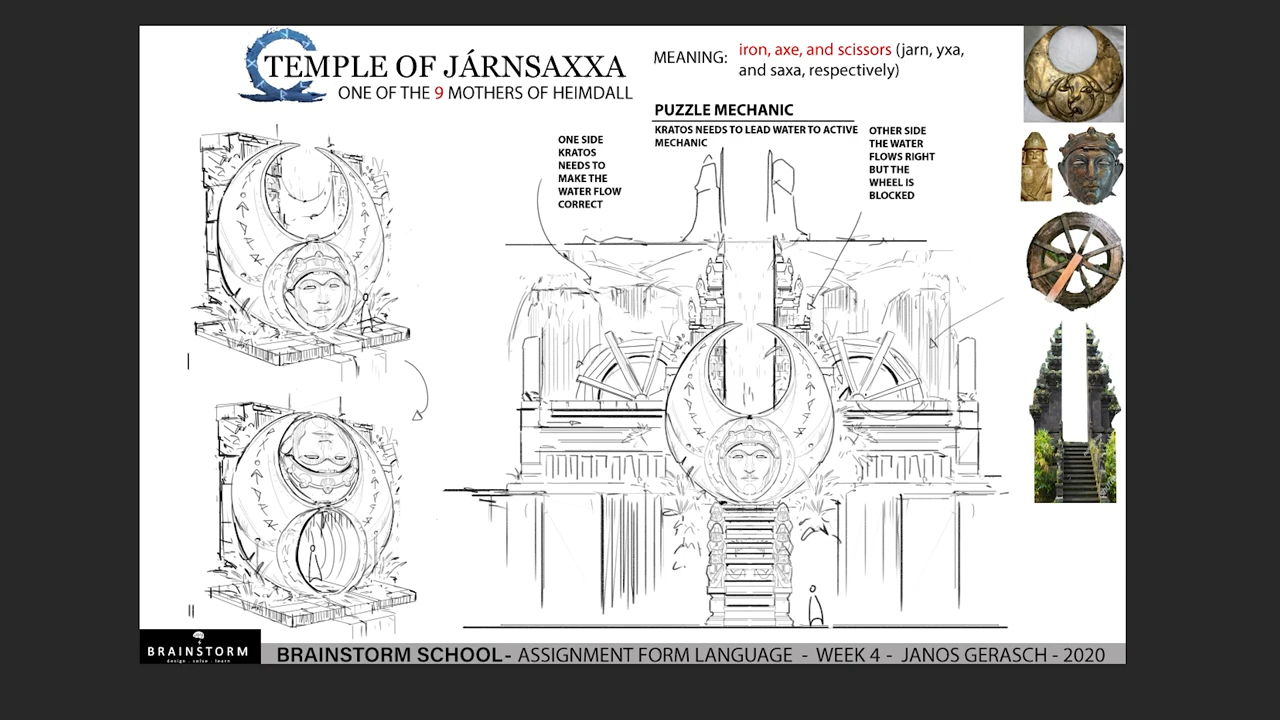 TEMPLE OF JÁRNSAXXA
ONE OF THE 9 MOTHERS OF HEIMDALL
MEANING: iron, axe, and scissors (jarn, yxa,
and saxa, respectively)
PUZZLE MECHANIC
KRATOS NEEDS TO LEAD WATER TO ACTIVE
MECHANIC
ONE SIDE
KRATOS
NEEDS TO
MAKE THE
WATER FLOW
CORRECT
OTHER SIDE
THE WATER
FLOWS RIGHT
BUT THE
WHEEL IS
BLOCKED
I
II
BRAINSTORM
design . solve . learn
BRAINSTORM SCHOOL- ASSIGNMENT FORM LANGUAGE - WEEK 4 - JANOS GERASCH - 2020